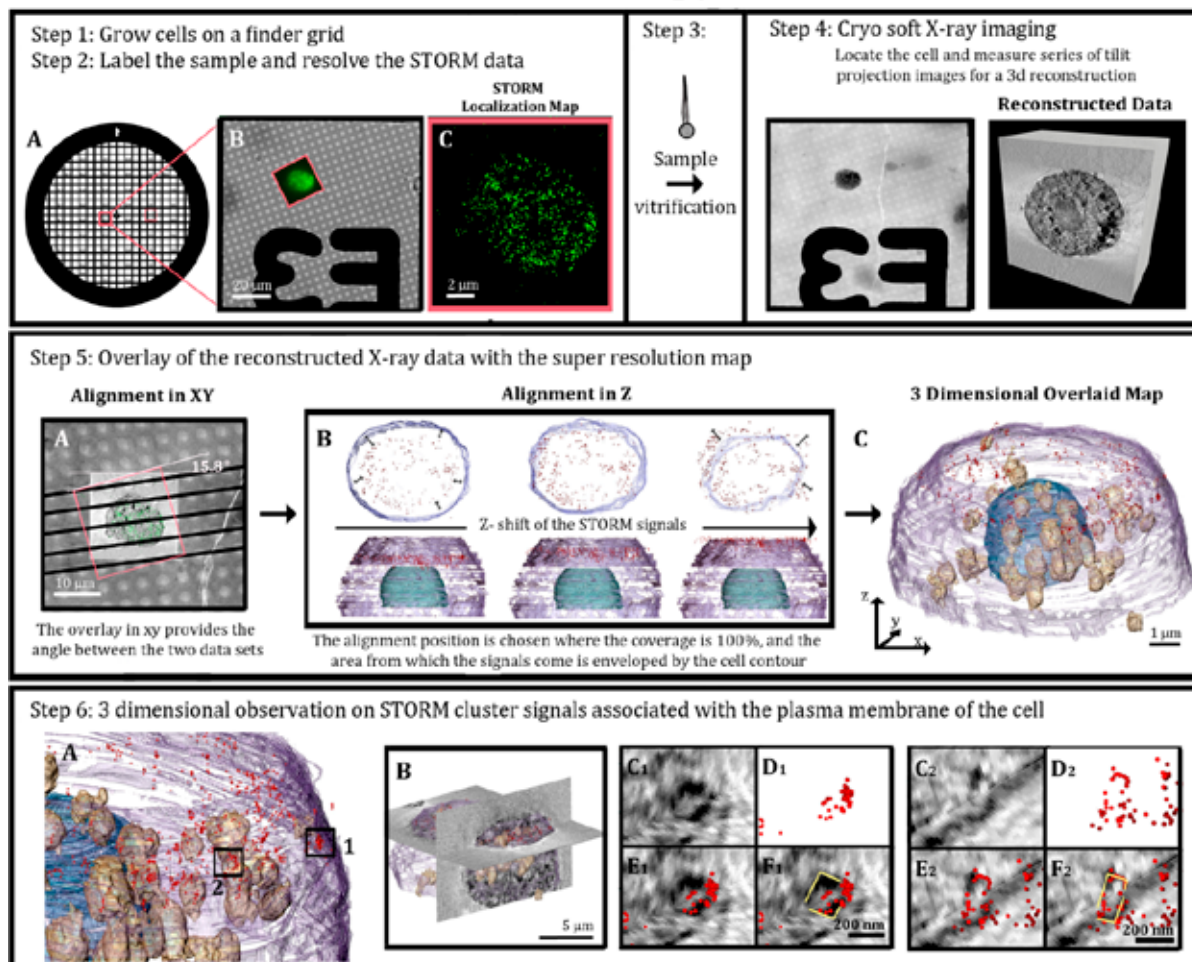 Step 1: Grow cells on a finder grid
Step 2: Label the sample and resolve the STORM data
STORM
Localization Map
A
B
C
E3
20 μm
2 μm
Step 3:
Sample
vitrification
Step 4: Cryo soft X-ray imaging
Locate the cell and measure series of tilit
projection images for a 3d reconstruction
Reconstructed Data
E3
Step 5: Overlay of the reconstructed X-ray data with the super resolution map
Alignment in XY
A
15.8°
10 μm
The overlay in xy provides the
angle between the two data sets
Alignment in Z
B
Z- shift of the STORM signals
The alignment position is chosen where the coverage is 100%, and the
area from which the signals come is enveloped by the cell contour
3 Dimensional Overlaid Map
C
z
y
x
1 μm
Step 6: 3 dimensional observation on STORM cluster signals associated with the plasma membrane of the cell
A
1
2
B
5 μm
C1
D1
E1
F1
200 nm
C2
D2
E2
F2
200 nm